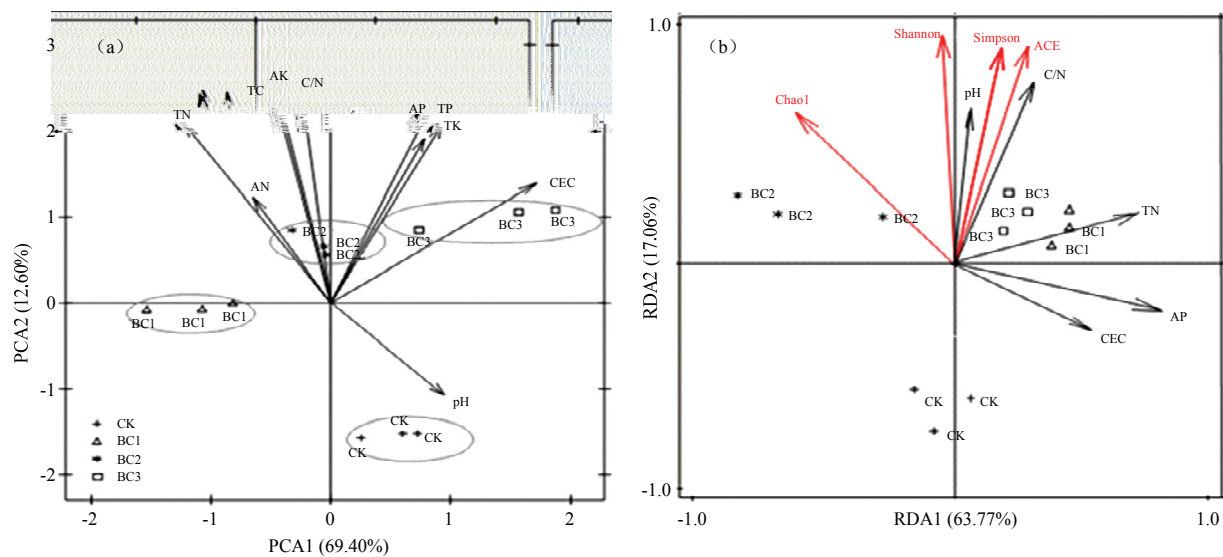 （a）
3
2
1
0
-1
-2
PCA2 (12.60%)
AK
TC
C/N
TN
AP
TP
TK
AN
CEC
BC2
BC2
BC2
BC3
BC3
BC3
BC1
BC1
BC1
pH
CK
CK
CK
CK
BC1
BC2
BC3
-2
-1
0
1
2
PCA1 (69.40%)
（b）
1.0
-1.0
RDA2 (17.06%)
Shannon
Simpson
ACE
C/N
pH
Chao1
BC2
BC2
BC2
BC3
BC3
BC3
TN
BC1
BC1
BC1
AP
CEC
CK
CK
CK
-1.0
1.0
RDA1 (63.77%)